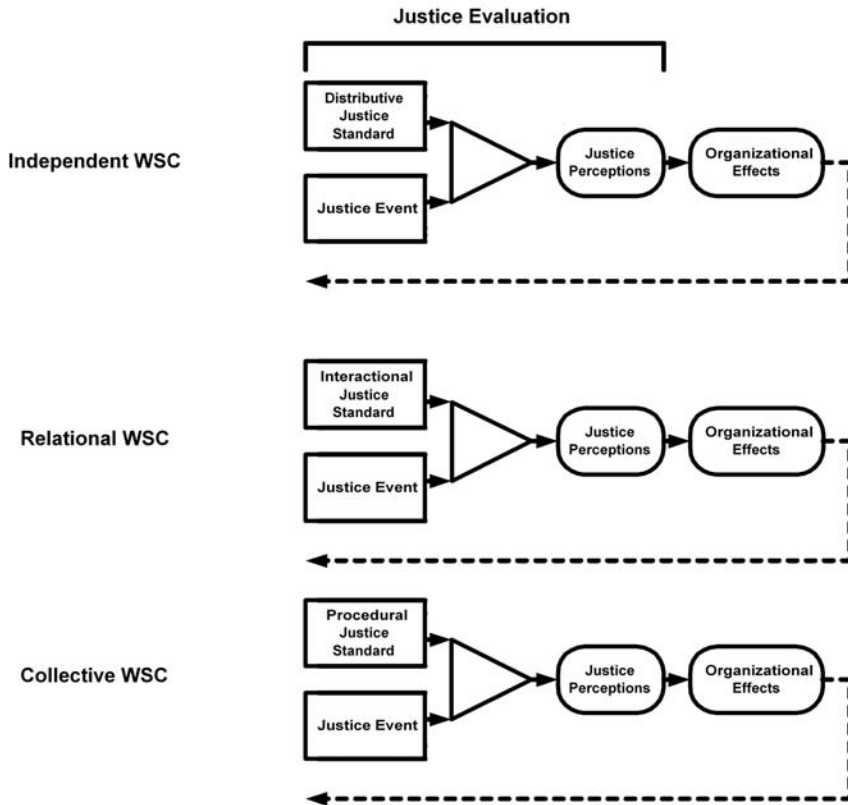 Justice Evaluation
Independent WSC
Distributive
Justice
Standard
Justice Event
Justice
Perceptions
Organizational
Effects
Relational WSC
Interactional
Justice
Standard
Justice Event
Justice
Perceptions
Organizational
Effects
Collective WSC
Procedural
Justice
Standard
Justice Event
Justice
Perceptions
Organizational
Effects